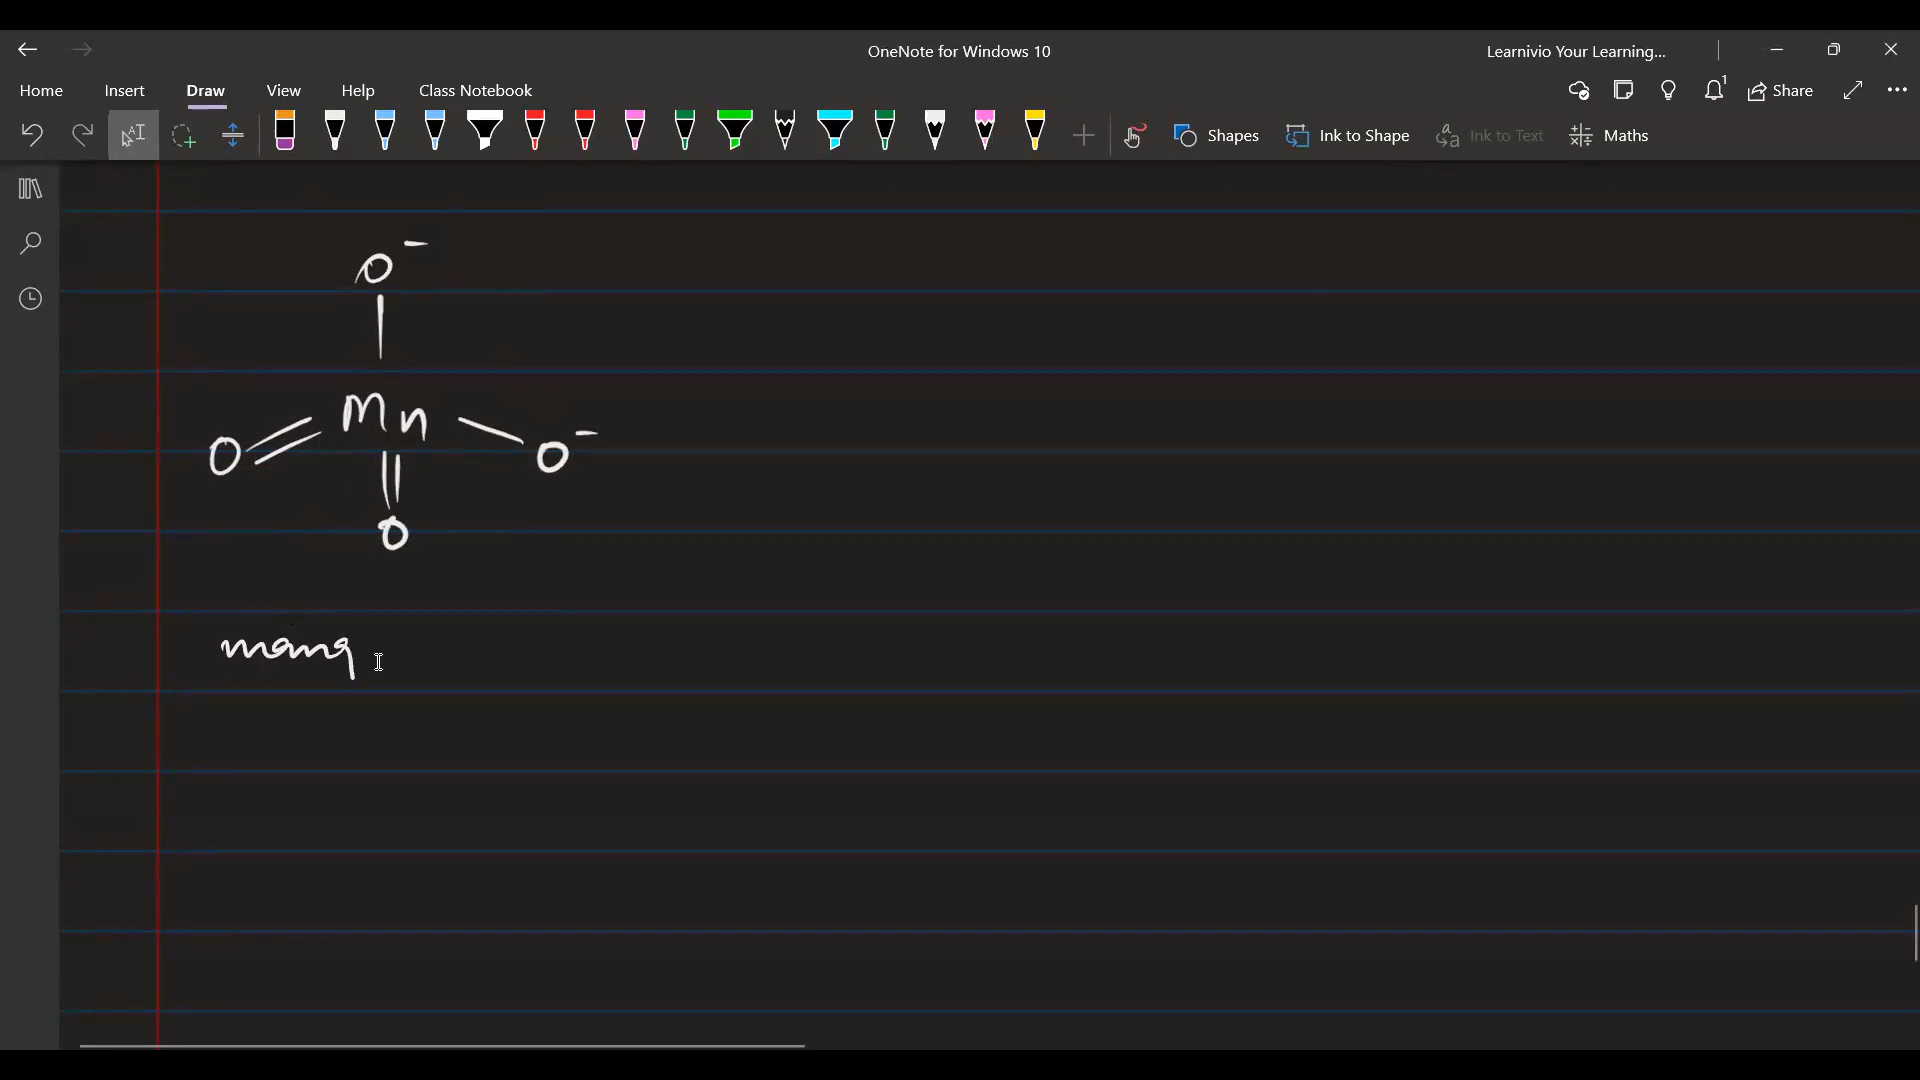 OneNote for Windows 10
Learnivio Your Learning...
Home Insert Draw View Help Class Notebook
1
Share
Shapes Ink to Shape Ink to Text Maths
O⁻
Mn
O O⁻
O
mang